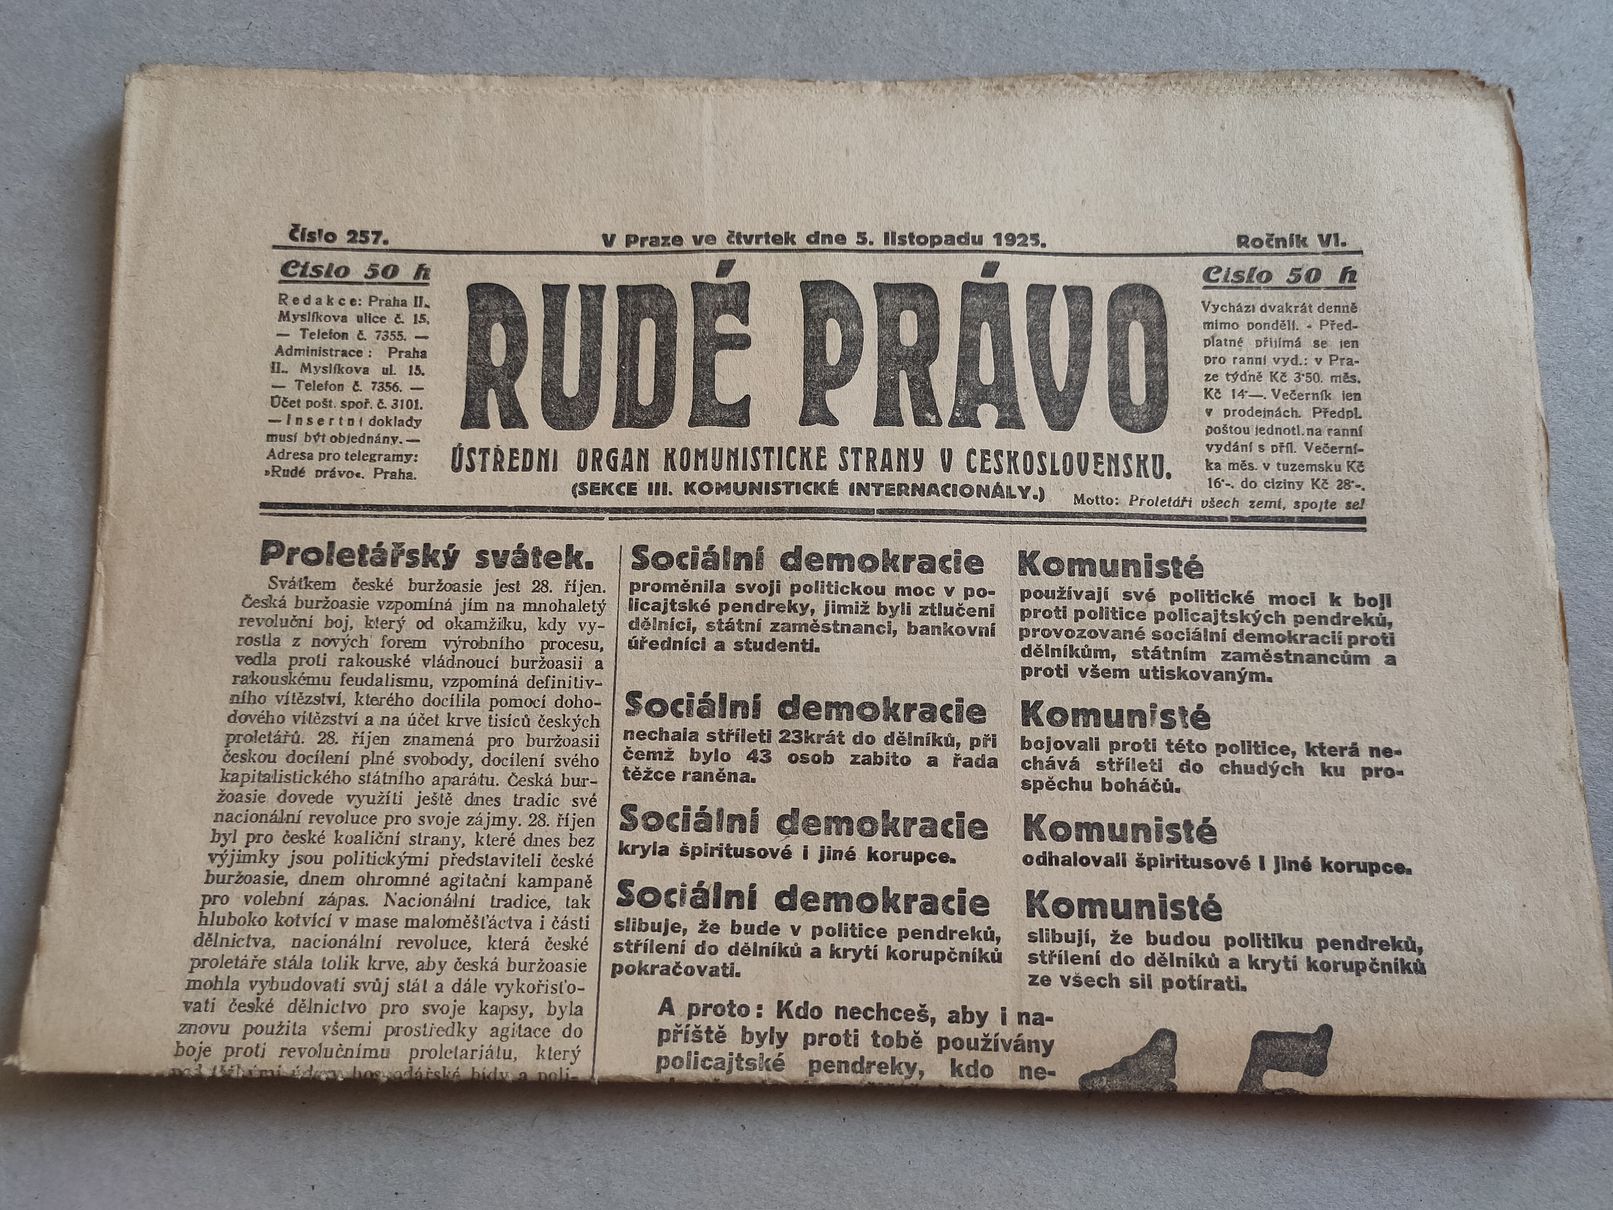 Číslo 257.
V Praze ve čtvrtek dne 5. listopadu 1925.
Ročník VI.
Číslo 50 h
Redakce: Praha II.,
Myslíkova ulice č. 15,
— Telefon č. 7355. —
Administrace: Praha
II., Myslíkova ul. 15.
— Telefon č. 7356. —
Účet pošt. spoř. č. 3101.
— Insertní doklady
musí být objednány. —
Adresa pro telegramy:
»Rudé právo«. Praha.
RUDÉ PRÁVO
ÚSTŘEDNI ORGAN KOMUNISTICKE STRANY V CESKOSLOVENSKU.
(SEKCE III. KOMUNISTICKÉ INTERNACIONÁLY.)
Motto: Proletáři všech zemí, spojte se!
Číslo 50 h
Vychází dvakrát denně
mimo pondělí. - Před-
platné přijímá se jen
pro ranní vyd.: v Pra-
ze týdně Kč 3·50, měs.
Kč 14—. Večerník jen
v prodejnách. Předpl.
poštou jednotl. na ranní
vydání s příl. Večerní-
ka měs. v tuzemsku Kč
16·-, do ciziny Kč 28·-.
Proletářský svátek.
Svátkem české buržoasie jest 28. říjen.
Česká buržoasie vzpomíná jím na mnohaletý
revoluční boj, který od okamžiku, kdy vy-
rostla z nových forem výrobního procesu,
vedla proti rakouské vládnoucí buržoasii a
rakouskému feudalismu, vzpomíná definitiv-
ního vítězství, kterého docílila pomocí doho-
dového vítězství a na účet krve tisíců českých
proletářů. 28. říjen znamená pro buržoasii
českou docílení plné svobody, docílení svého
kapitalistického státního aparátu. Česká bur-
žoasie dovede využíti ještě dnes tradic své
nacionální revoluce pro svoje zájmy. 28. říjen
byl pro české koaliční strany, které dnes bez
výjimky jsou politickými představiteli české
buržoasie, dnem ohromné agitační kampaně
pro volební zápas. Nacionální tradice, tak
hluboko kotvící v mase maloměšťáctva i části
dělnictva, nacionální revoluce, která české
proletáře stála tolik krve, aby česká buržoasie
mohla vybudovati svůj stát a dále vykořisťo-
vati české dělnictvo pro svoje kapsy, byla
znovu použita všemi prostředky agitace do
boje proti revolučnímu proletariátu, který
hospodářské bídy a poli-
Sociální demokracie
proměnila svoji politickou moc v po-
licajtské pendreky, jimiž byli ztlučeni
dělníci, státní zaměstnanci, bankovní
úředníci a studenti.
Sociální demokracie
nechala stříleti 23krát do dělníků, při
čemž bylo 43 osob zabito a řada
těžce raněna.
Sociální demokracie
kryla špiritusové i jiné korupce.
Sociální demokracie
slibuje, že bude v politice pendreků,
střílení do dělníků a krytí korupčníků
pokračovati.
Komunisté
používají své politické moci k boji
proti politice policajtských pendreků,
provozované sociální demokracií proti
dělníkům, státním zaměstnancům a
proti všem utiskovaným.
Komunisté
bojovali proti této politice, která ne-
chává stříleti do chudých ku pro-
spěchu boháčů.
Komunisté
odhalovali špiritusové i jiné korupce.
Komunisté
slibují, že budou politiku pendreků,
střílení do dělníků a krytí korupčníků
ze všech sil potírati.
A proto: Kdo nechceš, aby i na-
příště byly proti tobě používány
policajtské pendreky, kdo ne-
15